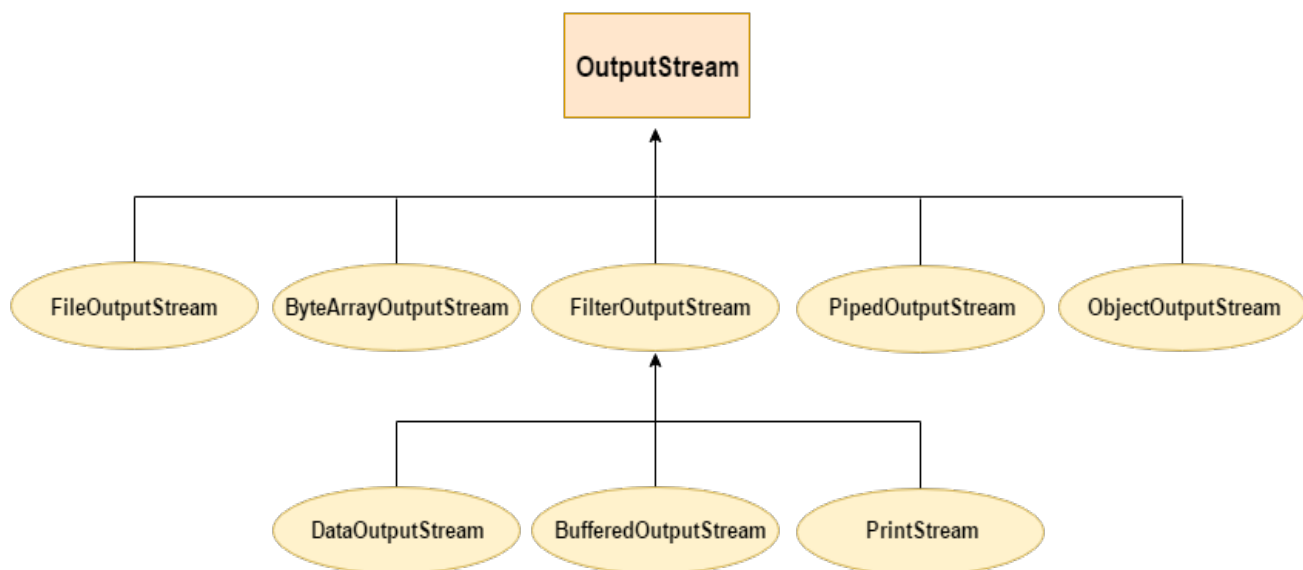 OutputStream
FileOutputStream
ByteArrayOutputStream
FilterOutputStream
PipedOutputStream
ObjectOutputStream
DataOutputStream
BufferedOutputStream
PrintStream